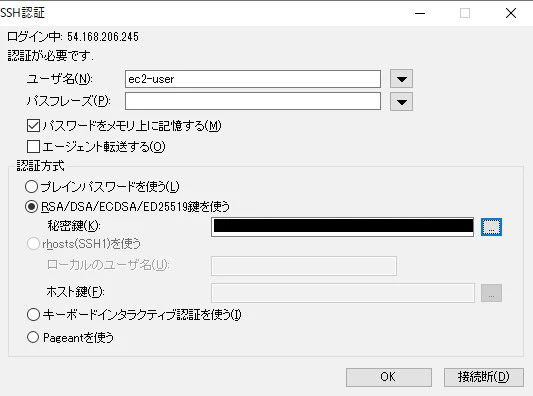 SSH認証
ログイン中: 54.168.206.245
認証が必要です.
ユーザ名(N): ec2-user
パスフレーズ(P):
パスワードをメモリ上に記憶する(M)
エージェント転送する(O)
認証方式
プレインパスワードを使う(L)
RSA/DSA/ECDSA/ED25519鍵を使う
秘密鍵(K): ...
rhosts(SSH1)を使う
ローカルのユーザ名(U):
ホスト鍵(F): ...
キーボードインタラクティブ認証を使う(I)
Pageantを使う
OK 接続断(D)